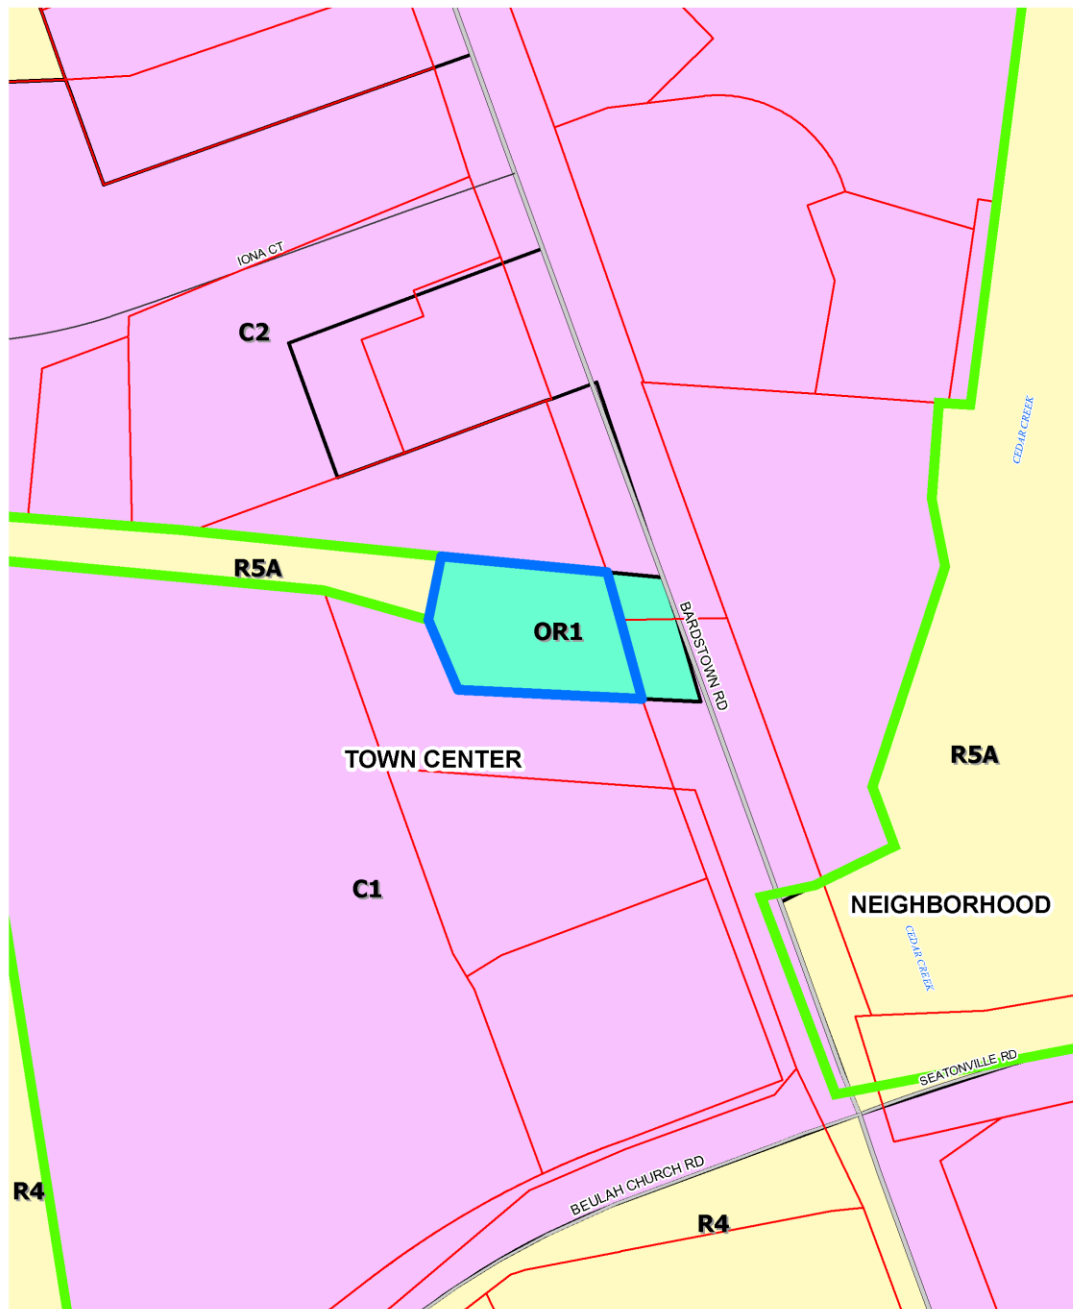 IONA CT
C2
CEDAR CREEK
R5A
OR1
BARDSTOWN RD
TOWN CENTER
R5A
C1
NEIGHBORHOOD
CEDAR CREEK
SEATONVILLE RD
BEULAH CHURCH RD
R4
R4